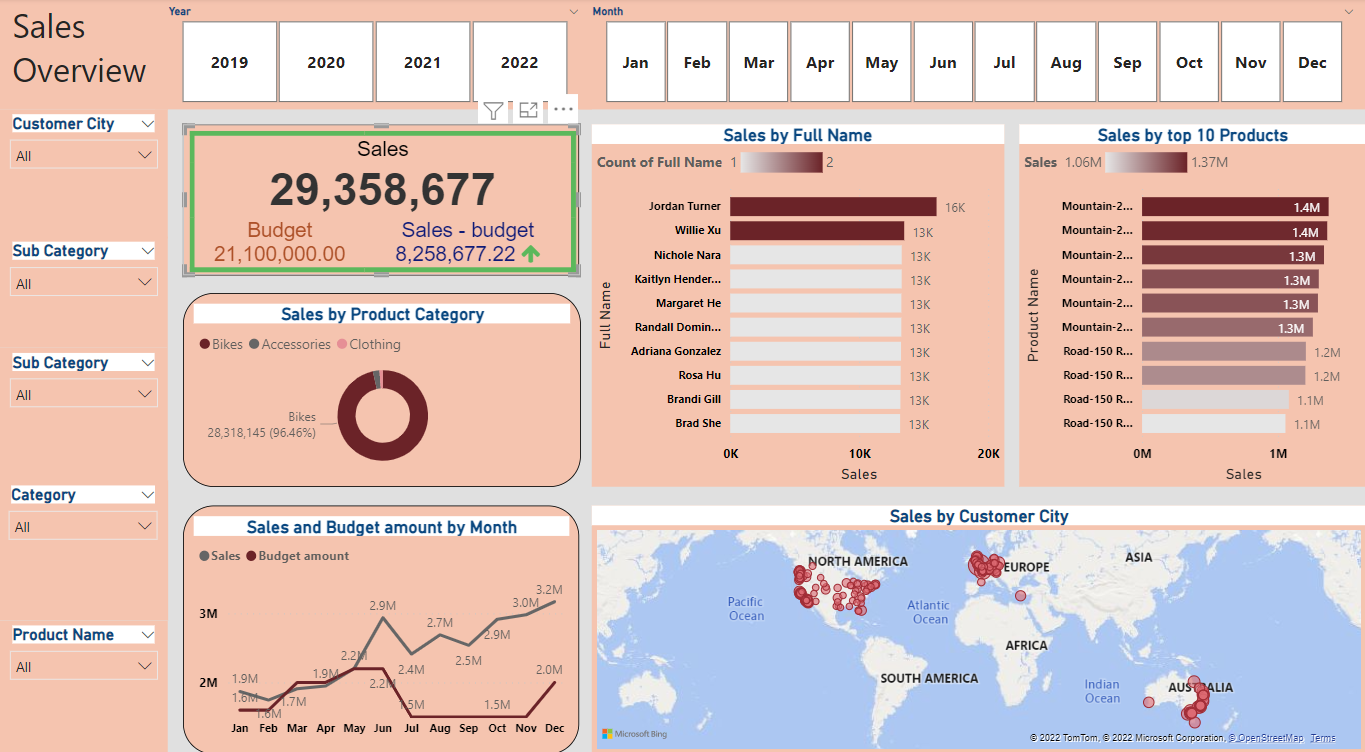 Sales
Overview
Year
2019 2020 2021 2022
Month
Jan Feb Mar Apr May Jun Jul Aug Sep Oct Nov Dec
Customer City
All
Sub Category
All
Sub Category
All
Category
All
Product Name
All
Sales
29,358,677
Budget
21,100,000.00
Sales - budget
8,258,677.22
Sales by Product Category
Bikes Accessories Clothing
Bikes
28,318,145 (96.46%)
Sales and Budget amount by Month
Sales Budget amount
3M
2M
1.9M
1.6M
1.6M
1.7M
1.9M
2.2M
2.9M
2.2M
2.4M
2.7M
2.5M
2.9M
3.0M
3.2M
1.5M
1.5M
2.0M
Jan Feb Mar Apr May Jun Jul Aug Sep Oct Nov Dec
Sales by Full Name
Count of Full Name 1 2
Full Name
Jordan Turner 16K
Willie Xu 13K
Nichole Nara 13K
Kaitlyn Hender... 13K
Margaret He 13K
Randall Domin... 13K
Adriana Gonzalez 13K
Rosa Hu 13K
Brandi Gill 13K
Brad She 13K
0K 10K 20K
Sales
Sales by top 10 Products
Sales 1.06M 1.37M
Product Name
Mountain-2... 1.4M
Mountain-2... 1.4M
Mountain-2... 1.3M
Mountain-2... 1.3M
Mountain-2... 1.3M
Mountain-2... 1.3M
Road-150 R... 1.2M
Road-150 R... 1.2M
Road-150 R... 1.1M
Road-150 R... 1.1M
0M 1M
Sales
Sales by Customer City
NORTH AMERICA
EUROPE
ASIA
Pacific
Ocean
Atlantic
Ocean
AFRICA
SOUTH AMERICA
Indian
Ocean
AUSTRALIA
Microsoft Bing
© 2022 TomTom, © 2022 Microsoft Corporation, © OpenStreetMap Terms